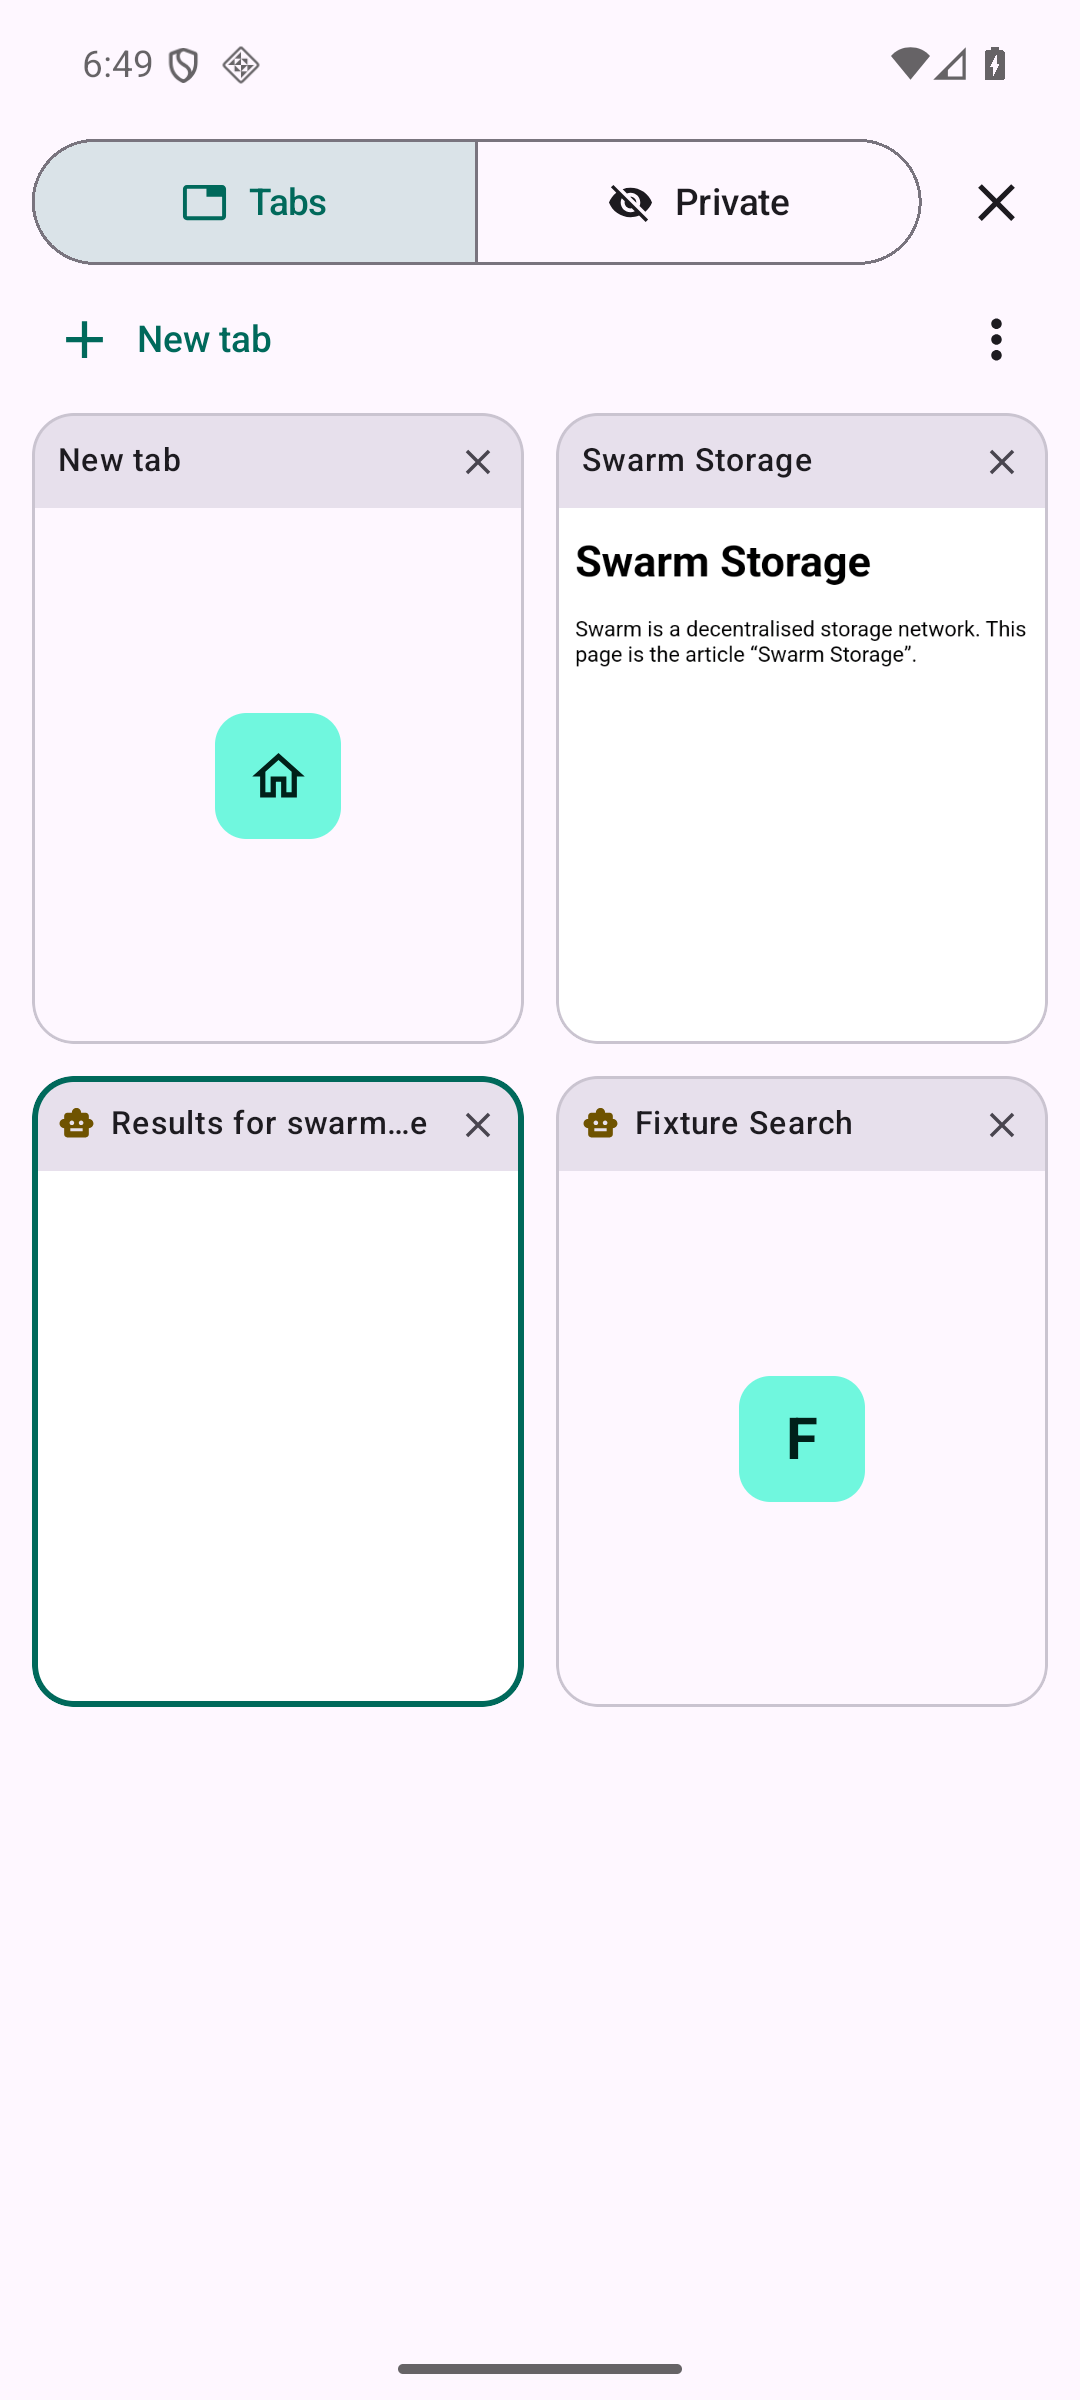 6:49
Tabs
Private
New tab
New tab
Swarm Storage
Swarm Storage
Swarm is a decentralised storage network. This
page is the article “Swarm Storage”.
Results for swarm…e
Fixture Search
F